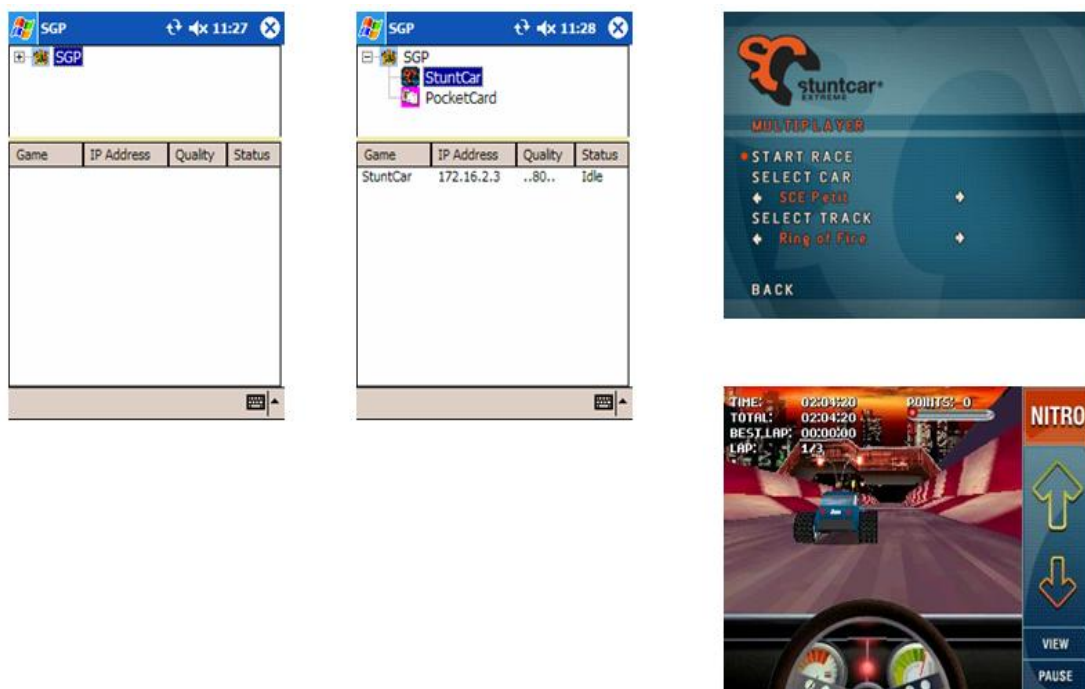 SGP 11:27
SGP
Game IP Address Quality Status
SGP 11:28
SGP
StuntCar
PocketCard
Game IP Address Quality Status
StuntCar 172.16.2.3 ..80.. Idle
stuntcar
EXTREME
MULTIPLAYER
START RACE
SELECT CAR
SCE Petit
SELECT TRACK
Ring of Fire
BACK
TIME: 02:04:20 POINTS: 0
TOTAL: 02:04:20
BEST LAP: 00:00:00
LAP: 1/3
NITRO
VIEW
PAUSE